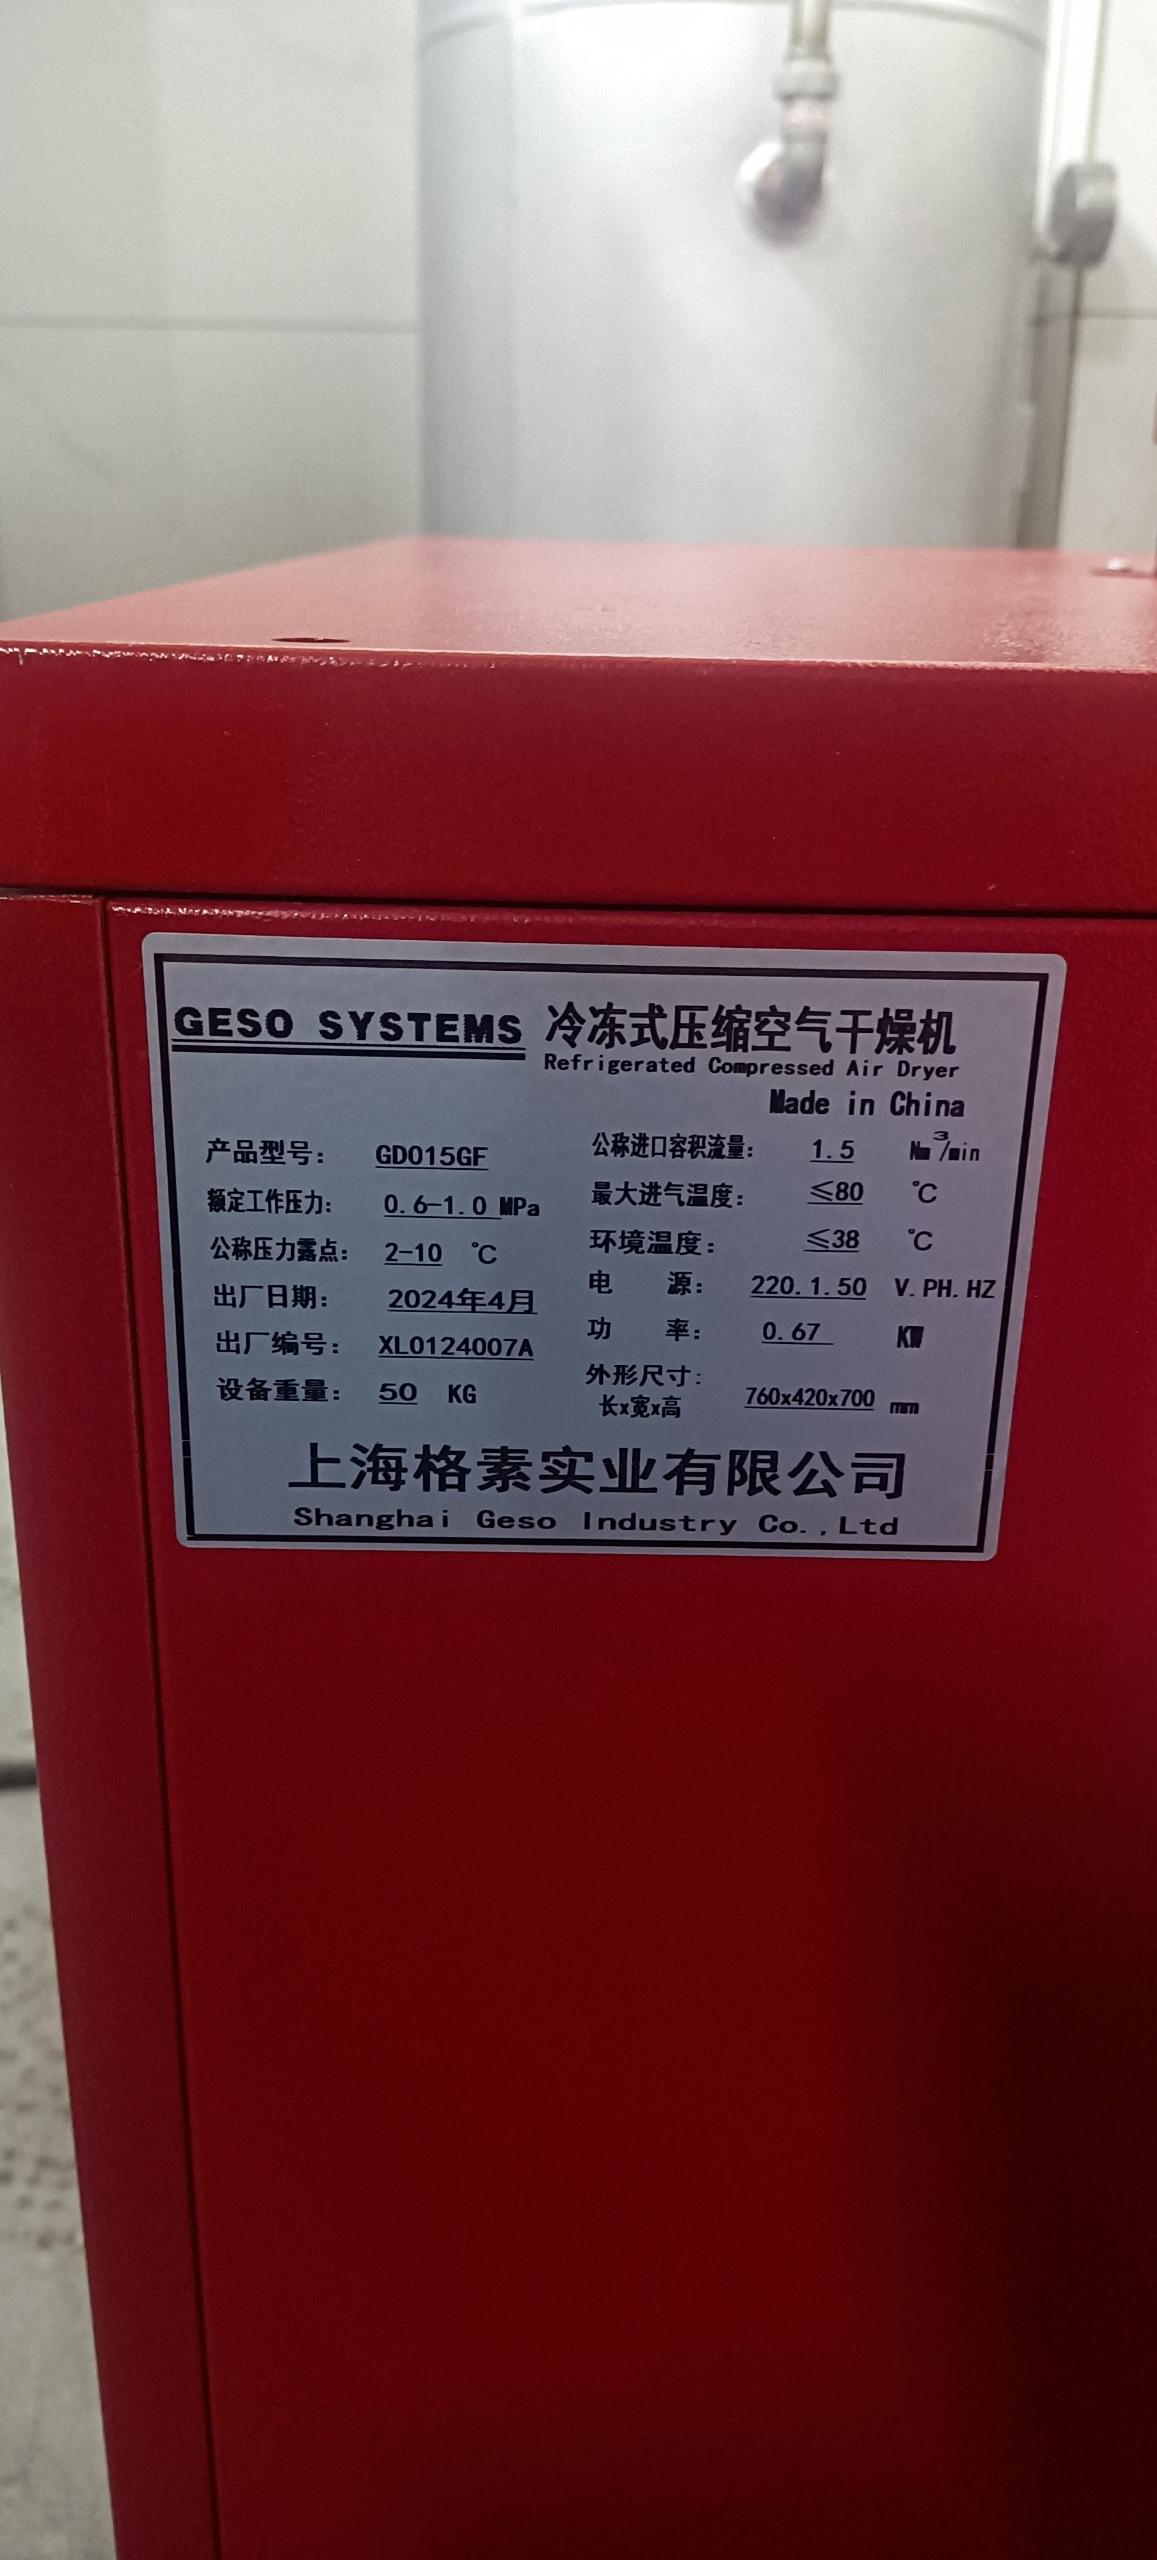 GESO SYSTEMS 冷冻式压缩空气干燥机
Refrigerated Compressed Air Dryer
Made in China
产品型号: GD015GF 公称进口容积流量: 1.5 Nm³/min
额定工作压力: 0.6-1.0 MPa 最大进气温度: ≤80 ℃
公称压力露点: 2-10 ℃ 环境温度: ≤38 ℃
出厂日期: 2024年4月 电 源: 220.1.50 V.PH.HZ
出厂编号: XL0124007A 功 率: 0.67 KW
设备重量: 50 KG 外形尺寸:
长x宽x高 760x420x700 mm
上海格素实业有限公司
Shanghai Geso Industry Co.,Ltd